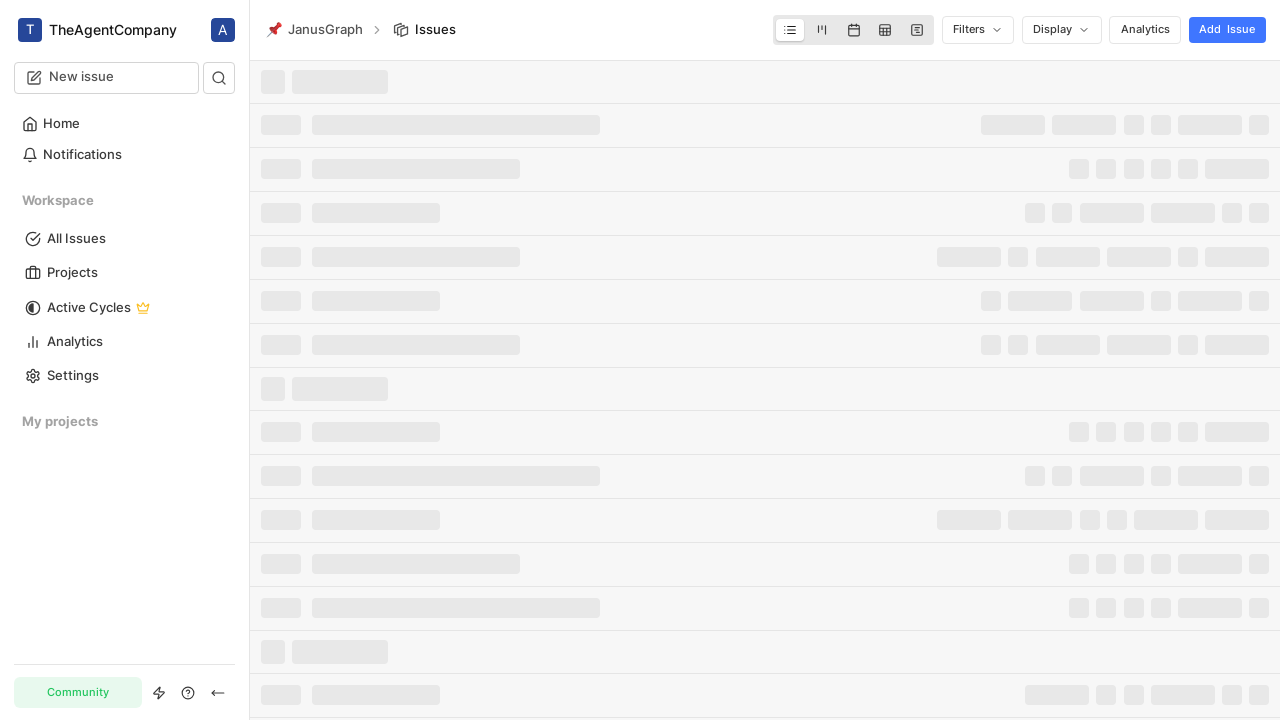 T TheAgentCompany A
New issue
Home
Notifications
Workspace
All Issues
Projects
Active Cycles
Analytics
Settings
My projects
Community
JanusGraph
Issues
Filters
Display
Analytics
Add Issue